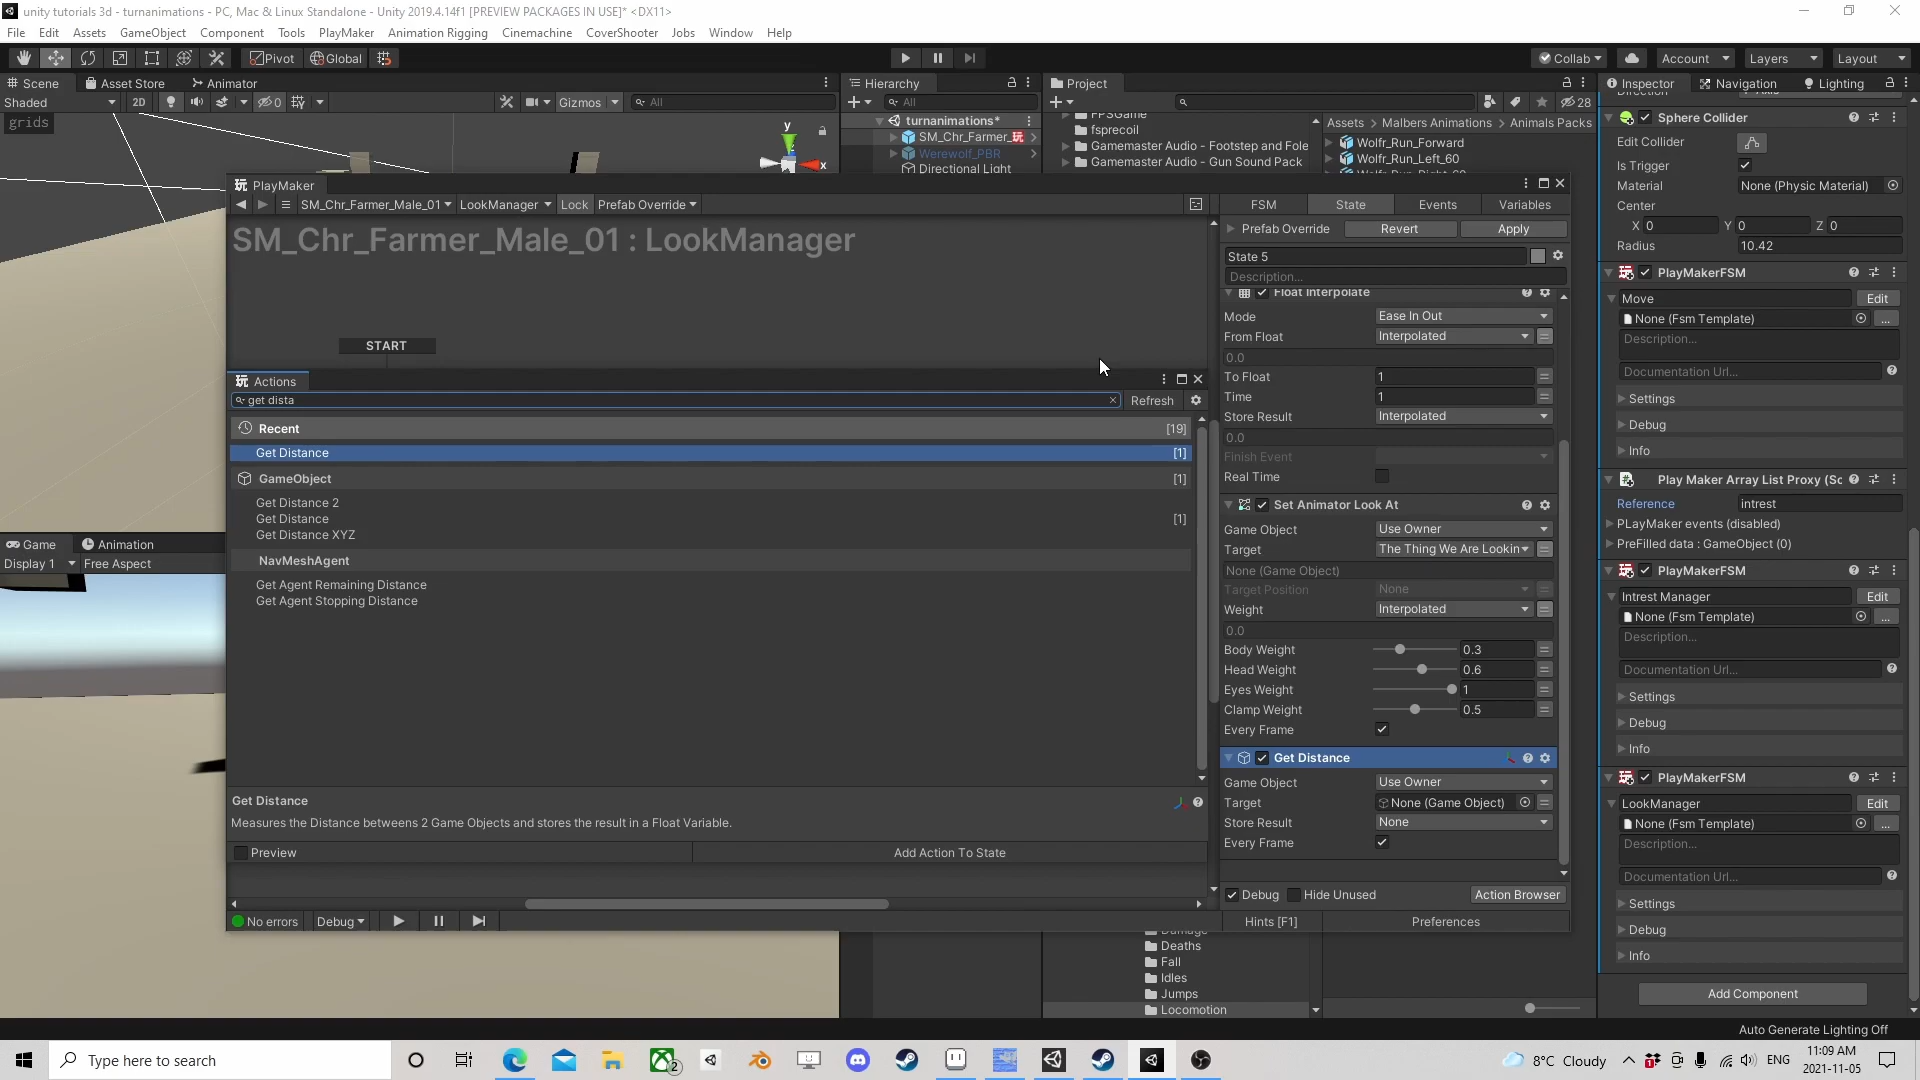 unity tutorials 3d - turnanimations - PC, Mac & Linux Standalone - Unity 2019.4.14f1 [PREVIEW PACKAGES IN USE]* <DX11>
File Edit Assets GameObject Component Tools PlayMaker Animation Rigging Cinemachine CoverShooter Jobs Window Help
Pivot Global Collab Account Layers Layout
Scene Asset Store Animator Hierarchy Project Inspector Navigation Lighting
Shaded 2D 0 Gizmos All All 28
grids
turnanimations*
SM_Chr_Farmer_
Werewolf_PBR
Directional Light
y
x
fsprecoil
Gamemaster Audio - Footstep and Fole
Gamemaster Audio - Gun Sound Pack
Assets > Malbers Animations > Animals Packs
Wolfr_Run_Forward
Wolfr_Run_Left_60
PlayMaker
SM_Chr_Farmer_Male_01 LookManager Lock Prefab Override
SM_Chr_Farmer_Male_01 : LookManager
START
Actions
get dista Refresh
Recent [19]
Get Distance [1]
GameObject [1]
Get Distance 2
Get Distance [1]
Get Distance XYZ
NavMeshAgent
Get Agent Remaining Distance
Get Agent Stopping Distance
Get Distance
Measures the Distance betweens 2 Game Objects and stores the result in a Float Variable.
Preview Add Action To State
No errors Debug
FSM State Events Variables
Prefab Override Revert Apply
State 5
Description...
Float Interpolate
Mode Ease In Out
From Float Interpolated
0.0
To Float 1
Time 1
Store Result Interpolated
0.0
Finish Event
Real Time
Set Animator Look At
Game Object Use Owner
Target The Thing We Are Lookin
None (Game Object)
Target Position None
Weight Interpolated
0.0
Body Weight 0.3
Head Weight 0.6
Eyes Weight 1
Clamp Weight 0.5
Every Frame
Get Distance
Game Object Use Owner
Target None (Game Object)
Store Result None
Every Frame
Debug Hide Unused Action Browser
Hints [F1] Preferences
Game Animation
Display 1 Free Aspect
Damage
Deaths
Fall
Idles
Jumps
Locomotion
Sphere Collider
Edit Collider
Is Trigger
Material None (Physic Material)
Center
X 0 Y 0 Z 0
Radius 10.42
PlayMakerFSM
Move Edit
None (Fsm Template) ...
Description...
Documentation Url...
Settings
Debug
Info
Play Maker Array List Proxy (Sc
Reference intrest
PLayMaker events (disabled)
PreFilled data : GameObject (0)
PlayMakerFSM
Intrest Manager Edit
None (Fsm Template) ...
Description...
Documentation Url...
Settings
Debug
Info
PlayMakerFSM
LookManager Edit
None (Fsm Template) ...
Description...
Documentation Url...
Settings
Debug
Info
Add Component
Auto Generate Lighting Off
Type here to search 2 8°C Cloudy ENG 11:09 AM
2021-11-05